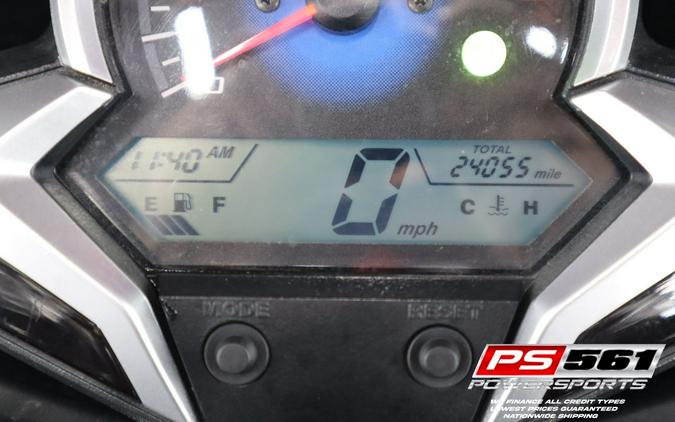 0
11:40 AM
TOTAL
24055 mile
E F
0 mph
C H
MODE
RESET
PS 561
POWERSPORTS
WE FINANCE ALL CREDIT TYPES
LOWEST PRICES GUARANTEED
NATIONWIDE SHIPPING